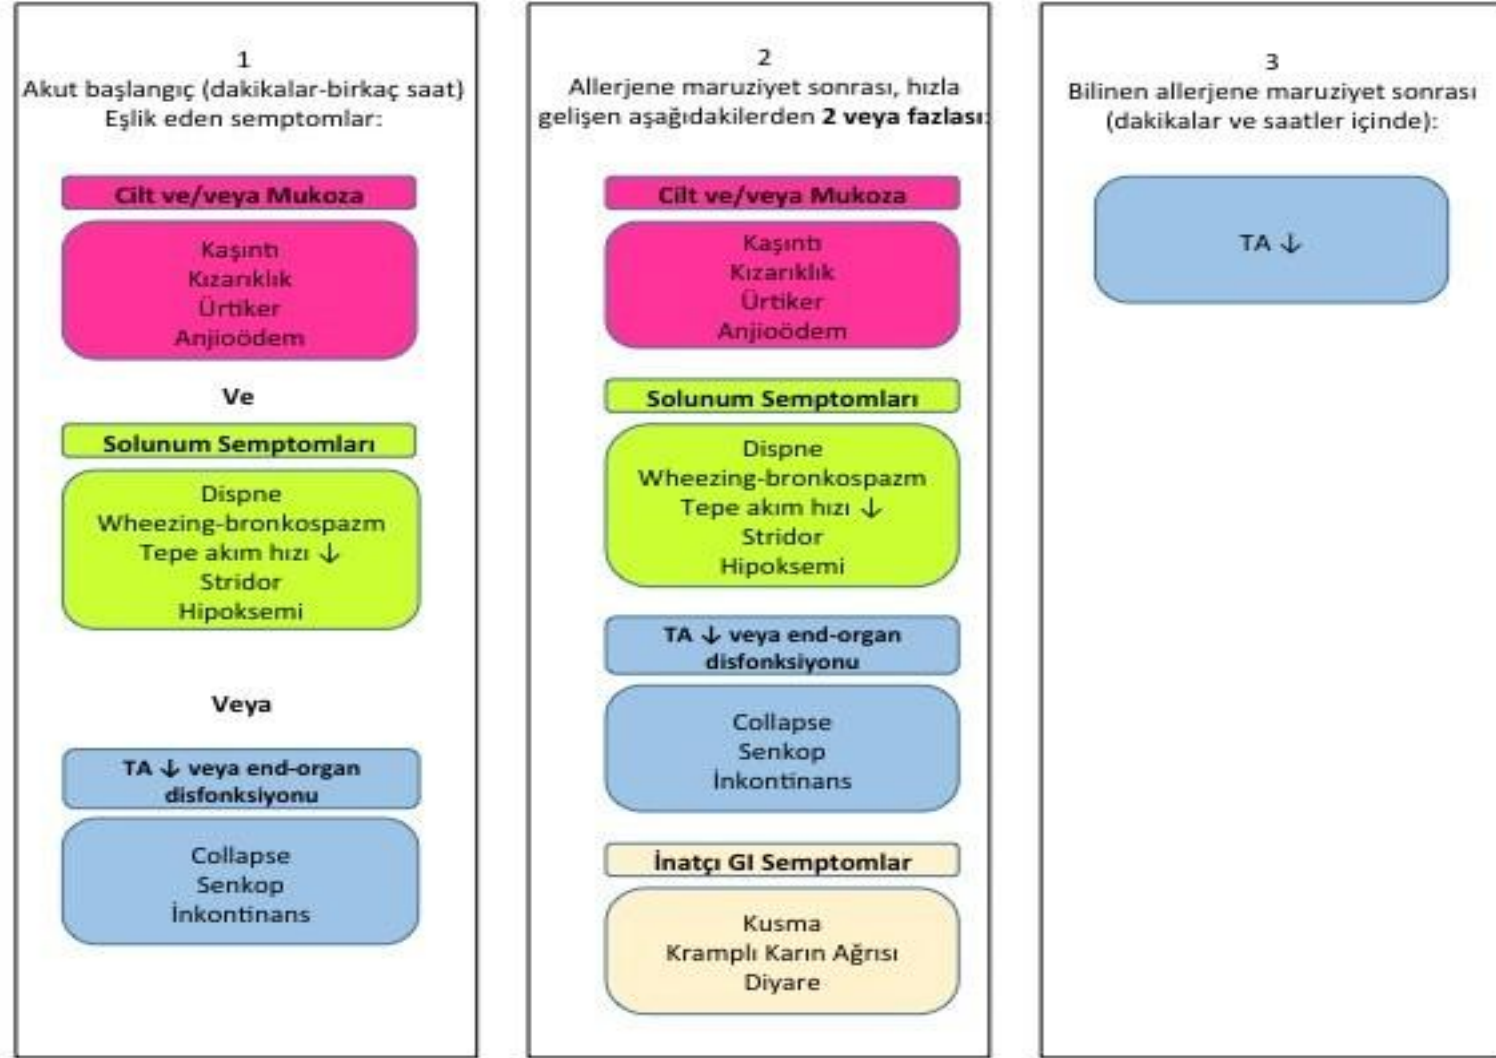 1
Akut başlangıç (dakikalar-birkaç saat)
Eşlik eden semptomlar:
Cilt ve/veya Mukoza
Kaşıntı
Kızarıklık
Ürtiker
Anjioödem
Ve
Solunum Semptomları
Dispne
Wheezing-bronkospazm
Tepe akım hızı ↓
Stridor
Hipoksemi
Veya
TA ↓ veya end-organ
disfonksiyonu
Collapse
Senkop
İnkontinans
2
Allerjene maruziyet sonrası, hızla
gelişen aşağıdakilerden 2 veya fazlası:
Cilt ve/veya Mukoza
Kaşıntı
Kızarıklık
Ürtiker
Anjioödem
Solunum Semptomları
Dispne
Wheezing-bronkospazm
Tepe akım hızı ↓
Stridor
Hipoksemi
TA ↓ veya end-organ
disfonksiyonu
Collapse
Senkop
İnkontinans
İnatçı GI Semptomlar
Kusma
Kramplı Karın Ağrısı
Diyare
3
Bilinen allerjene maruziyet sonrası
(dakikalar ve saatler içinde):
TA ↓